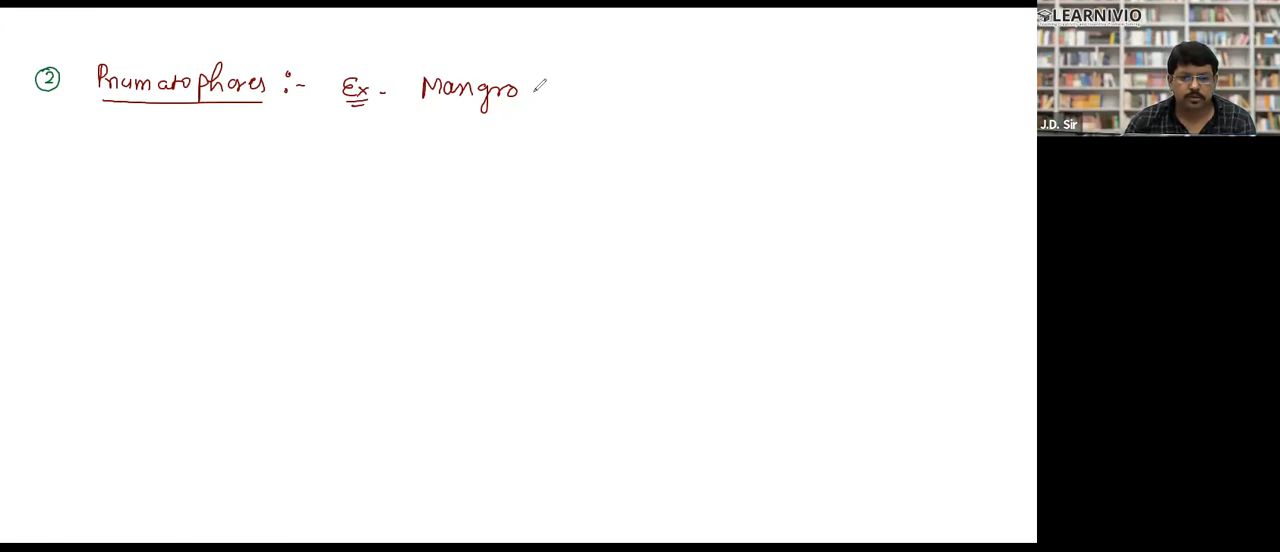 LEARNIVIO
② Pnumatophores :- Ex - Mangro
J.D. Sir